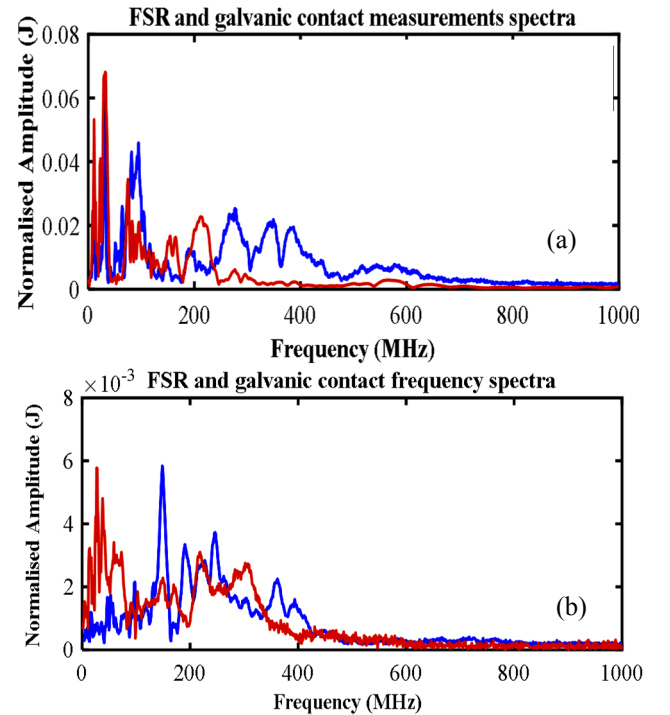 FSR and galvanic contact measurements spectra
Normalised Amplitude (J)
0.08
0.06
0.04
0.02
0
(a)
0 200 400 600 800 1000
Frequency (MHz)
×10⁻³ FSR and galvanic contact frequency spectra
Normalised Amplitude (J)
8
6
4
2
0
(b)
0 200 400 600 800 1000
Frequency (MHz)